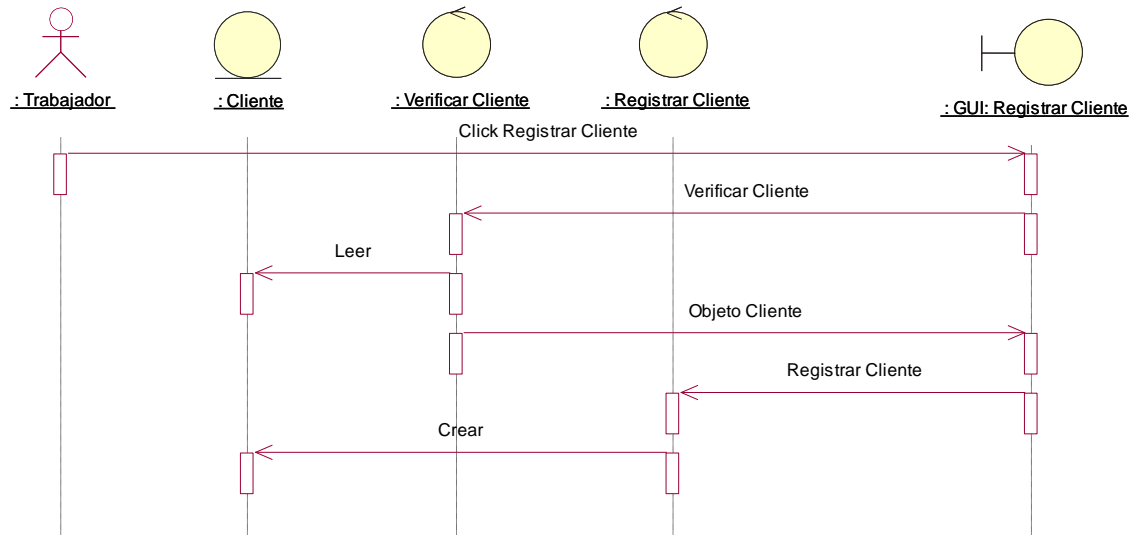 : Trabajador
: Cliente
: Verificar Cliente
: Registrar Cliente
: GUI: Registrar Cliente
Click Registrar Cliente
Verificar Cliente
Leer
Objeto Cliente
Registrar Cliente
Crear